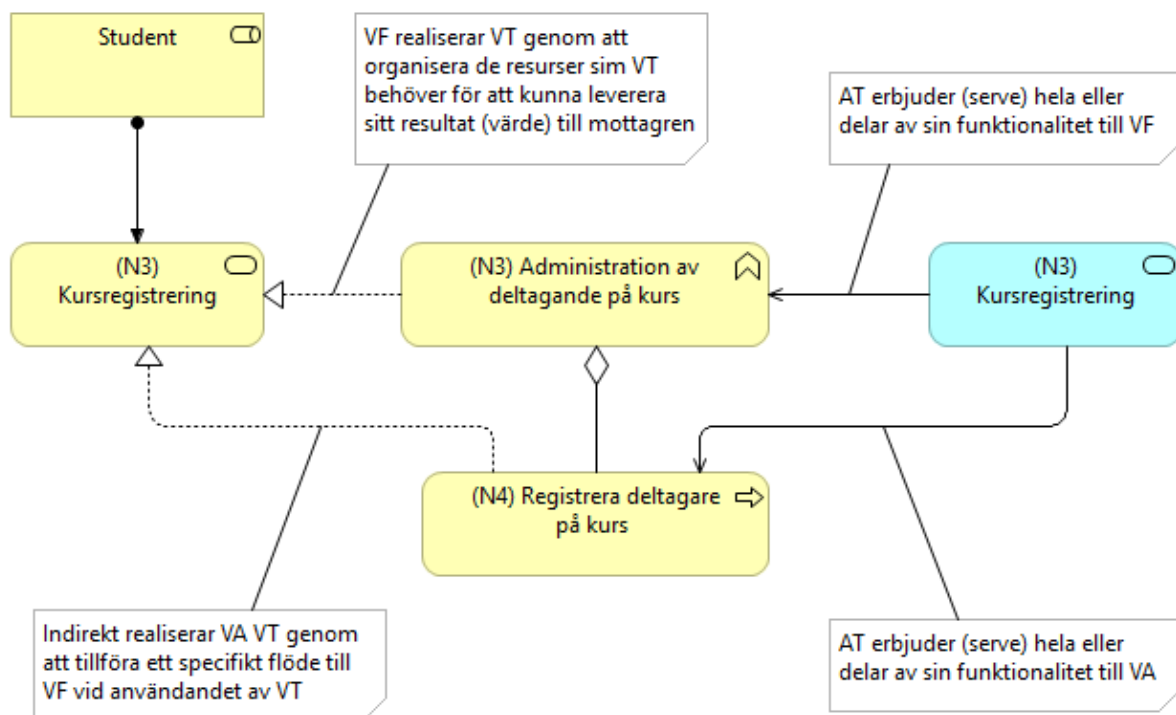 Student
VF realiserar VT genom att
organisera de resurser sim VT
behöver för att kunna leverera
sitt resultat (värde) till mottagren
AT erbjuder (serve) hela eller
delar av sin funktionalitet till VF
(N3)
Kursregistrering
(N3) Administration av
deltagande på kurs
(N3)
Kursregistrering
(N4) Registrera deltagare
på kurs
Indirekt realiserar VA VT genom
att tillföra ett specifikt flöde till
VF vid användandet av VT
AT erbjuder (serve) hela eller
delar av sin funktionalitet till VA